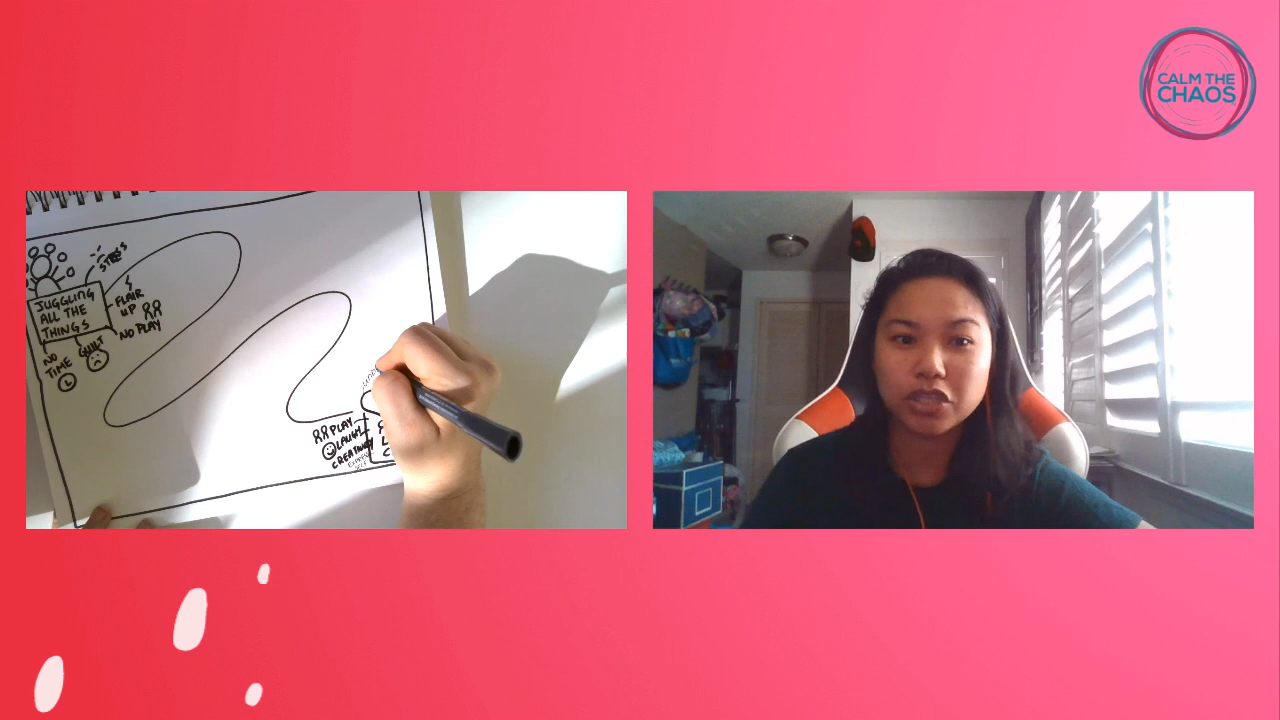 CALM THE
CHAOS
STRESS
JUGGLING
ALL THE
THINGS
FLAIR
UP
NO PLAY
NO
TIME
GUILT
PLAY
LAUGH
CREATIVITY